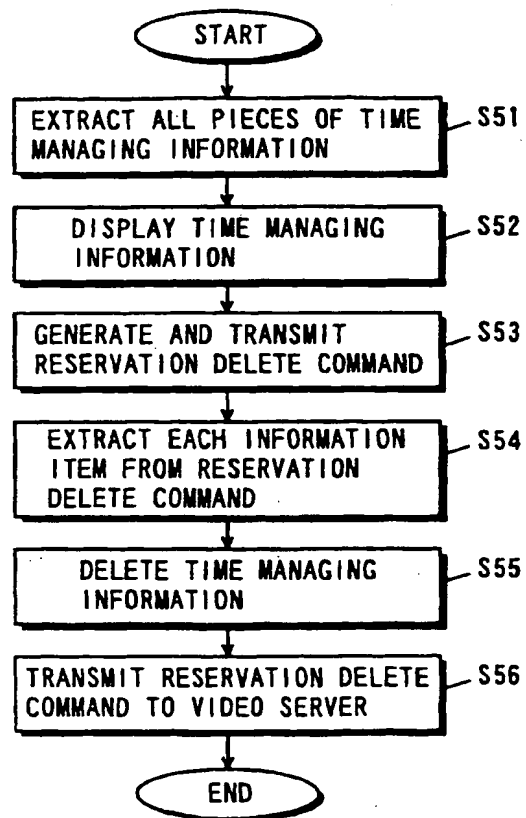 START
EXTRACT ALL PIECES OF TIME
MANAGING INFORMATION
S51
DISPLAY TIME MANAGING
INFORMATION
S52
GENERATE AND TRANSMIT
RESERVATION DELETE COMMAND
S53
EXTRACT EACH INFORMATION
ITEM FROM RESERVATION
DELETE COMMAND
S54
DELETE TIME MANAGING
INFORMATION
S55
TRANSMIT RESERVATION DELETE
COMMAND TO VIDEO SERVER
S56
END